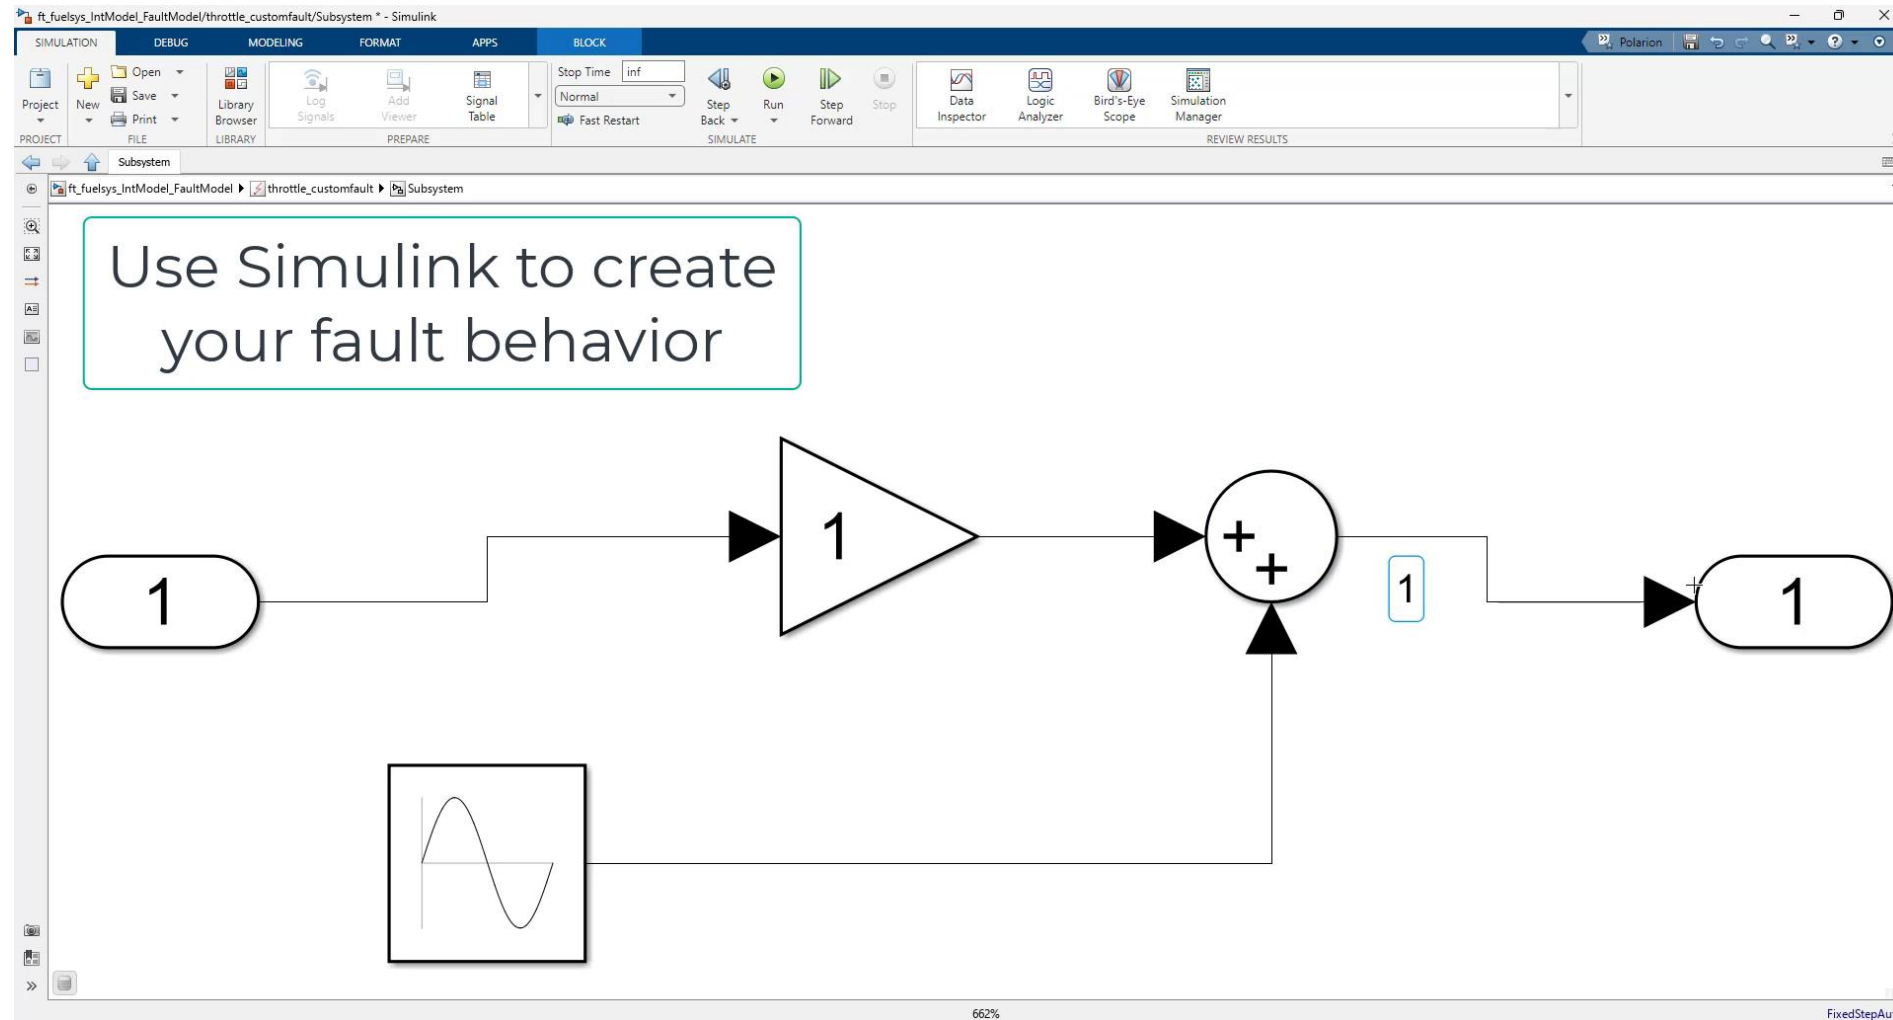 ft_fuelsys_IntModel_FaultModel/throttle_customfault/Subsystem * - Simulink
SIMULATION DEBUG MODELING FORMAT APPS BLOCK Polarion
Project New Open Save Print Library Browser Log Signals Add Viewer Signal Table Stop Time inf Normal Fast Restart Step Back Run Step Forward Stop Data Inspector Logic Analyzer Bird's-Eye Scope Simulation Manager
PROJECT FILE LIBRARY PREPARE SIMULATE REVIEW RESULTS
Subsystem
ft_fuelsys_IntModel_FaultModel throttle_customfault Subsystem
Use Simulink to create
your fault behavior
1 1 + + 1 1
662% FixedStepAu